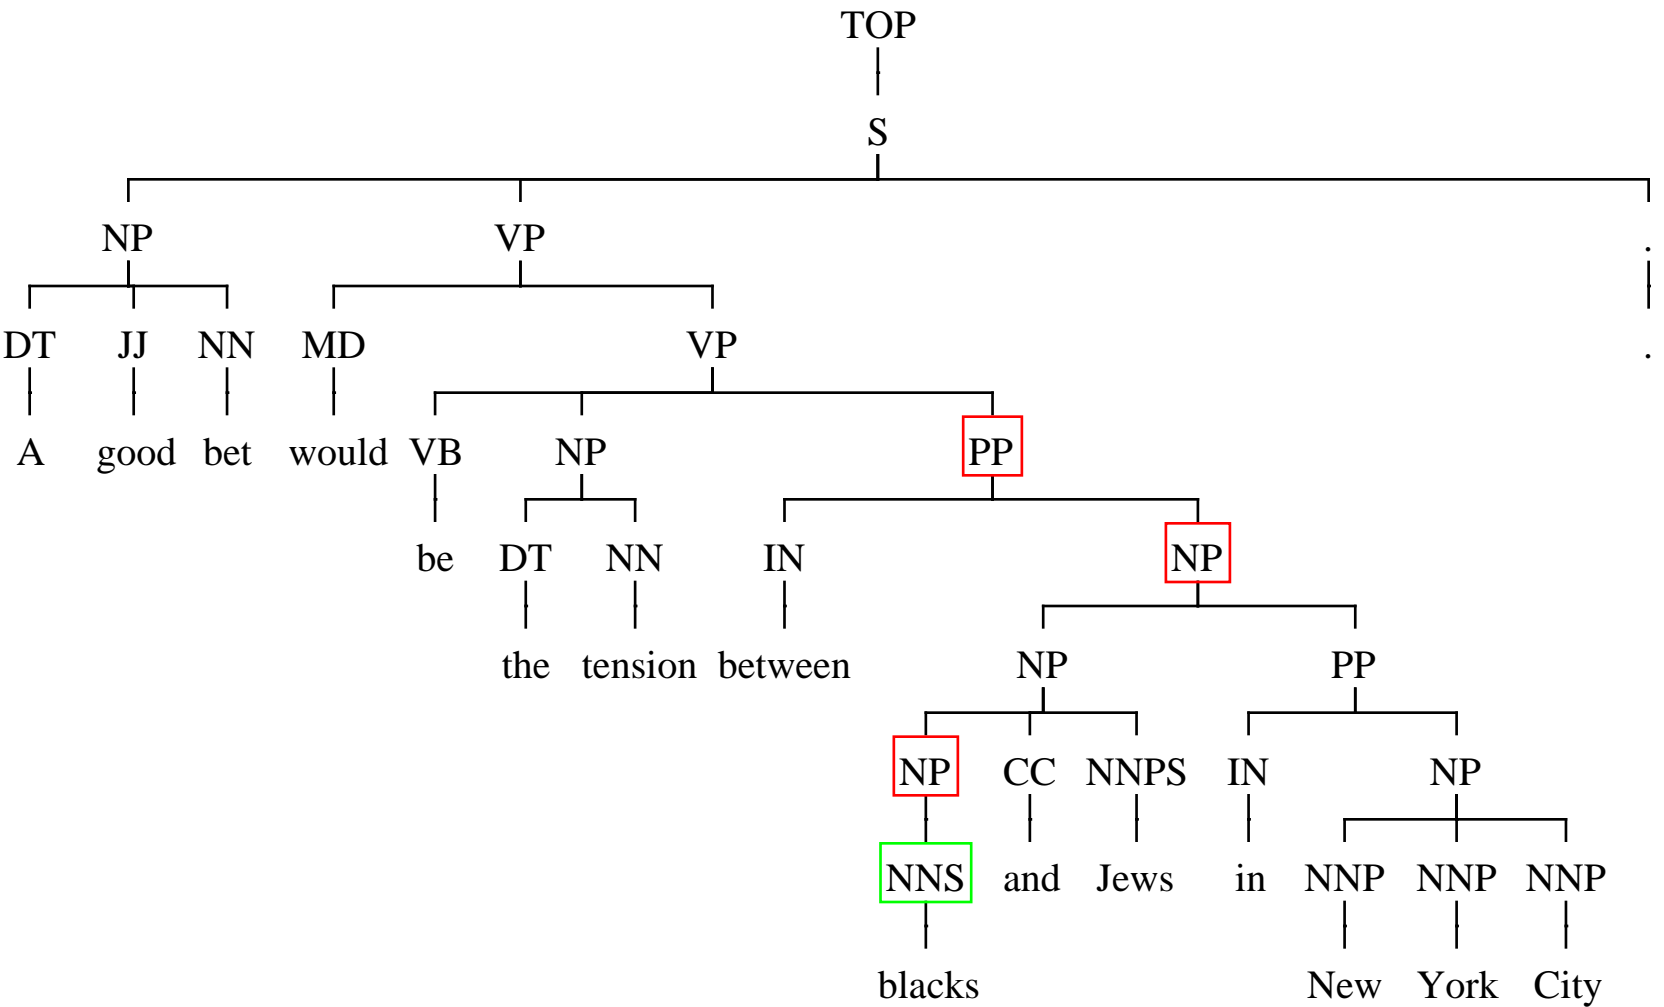 TOP
S
NP VP .
DT JJ NN MD VP .
A good bet would VB NP PP
be DT NN IN NP
the tension between NP PP
NP CC NNPS IN NP
NNS and Jews in NNP NNP NNP
blacks New York City